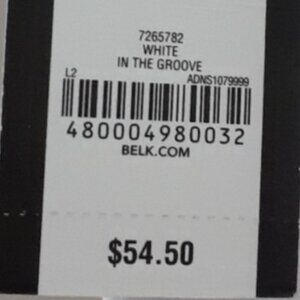 7265782
WHITE
IN THE GROOVE
L2 ADNS1079999
480004980032
BELK.COM
$54.50